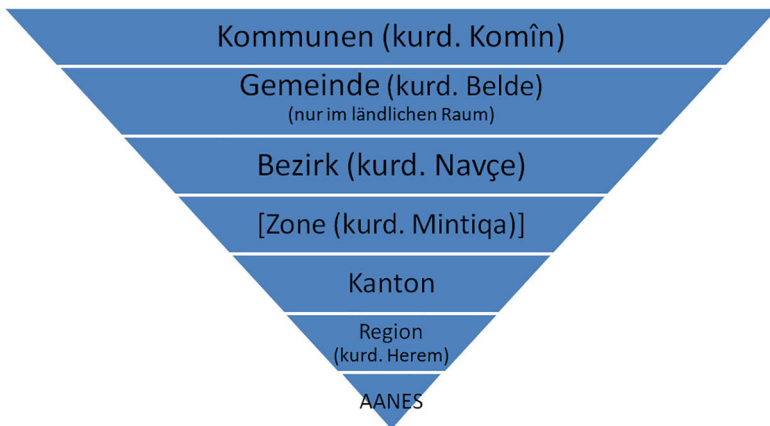 Kommunen (kurd. Komîn)
Gemeinde (kurd. Belde)
(nur im ländlichen Raum)
Bezirk (kurd. Navçe)
[Zone (kurd. Mintiqa)]
Kanton
Region
(kurd. Herem)
AANES